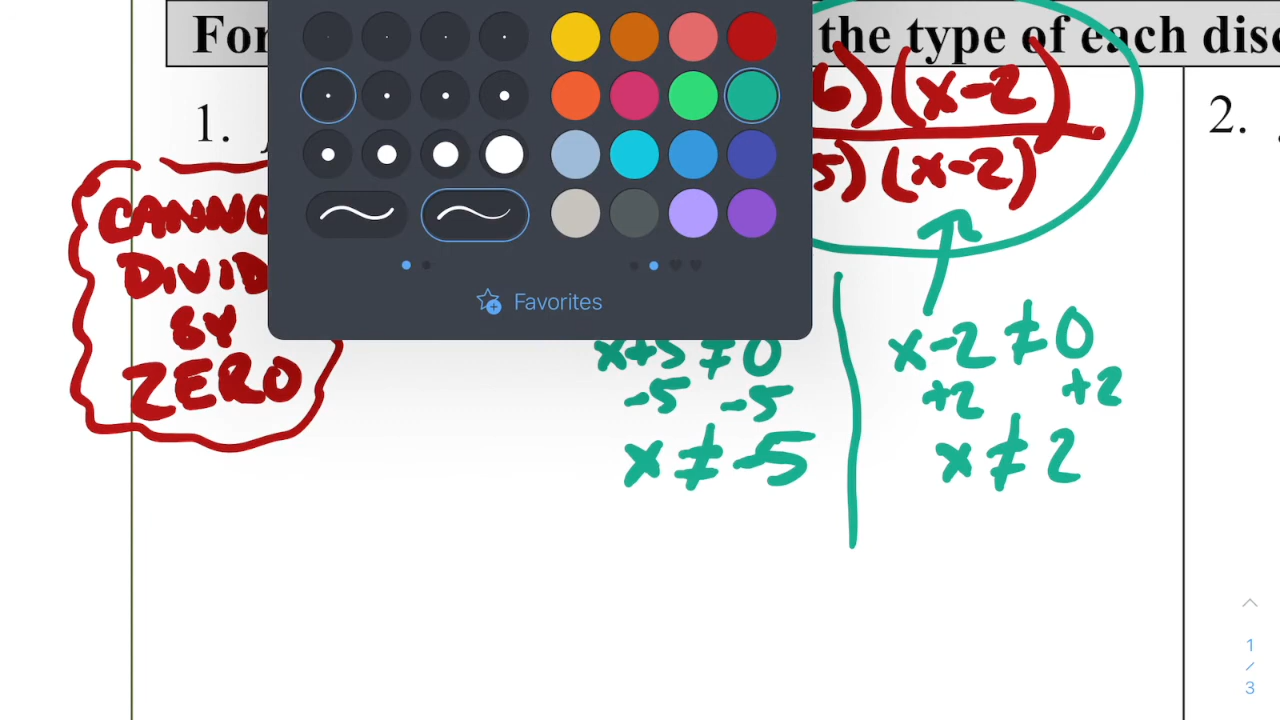 For the type of each disc
1.
2.
6)(x-2)
5)(x-2)
CANNO
DIVID
BY
ZERO
Favorites
x+5≠0
-5 -5
x≠-5
x-2≠0
+2 +2
x≠2
1
/
3